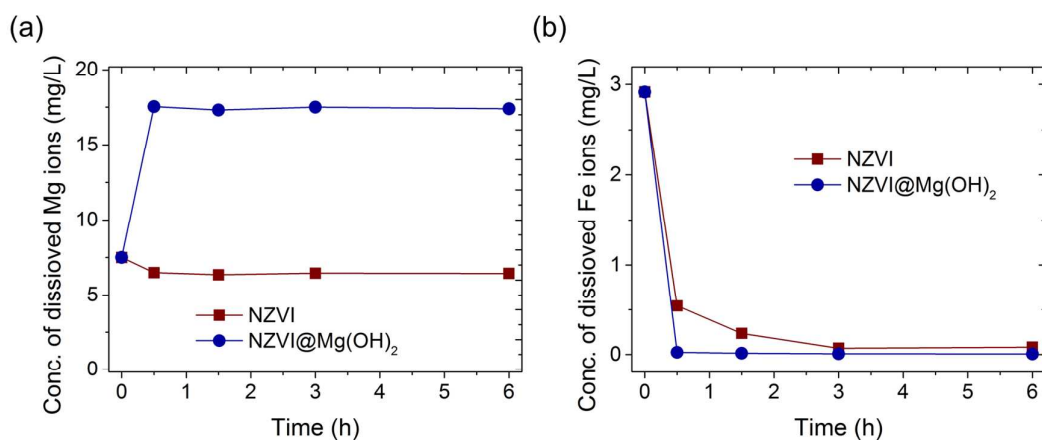 (a)
Conc. of dissioved Mg ions (mg/L)
20
15
10
5
0
NZVI
NZVI@Mg(OH)₂
0 1 2 3 4 5 6
Time (h)
(b)
Conc. of dissioved Fe ions (mg/L)
3
2
1
0
NZVI
NZVI@Mg(OH)₂
0 1 2 3 4 5 6
Time (h)